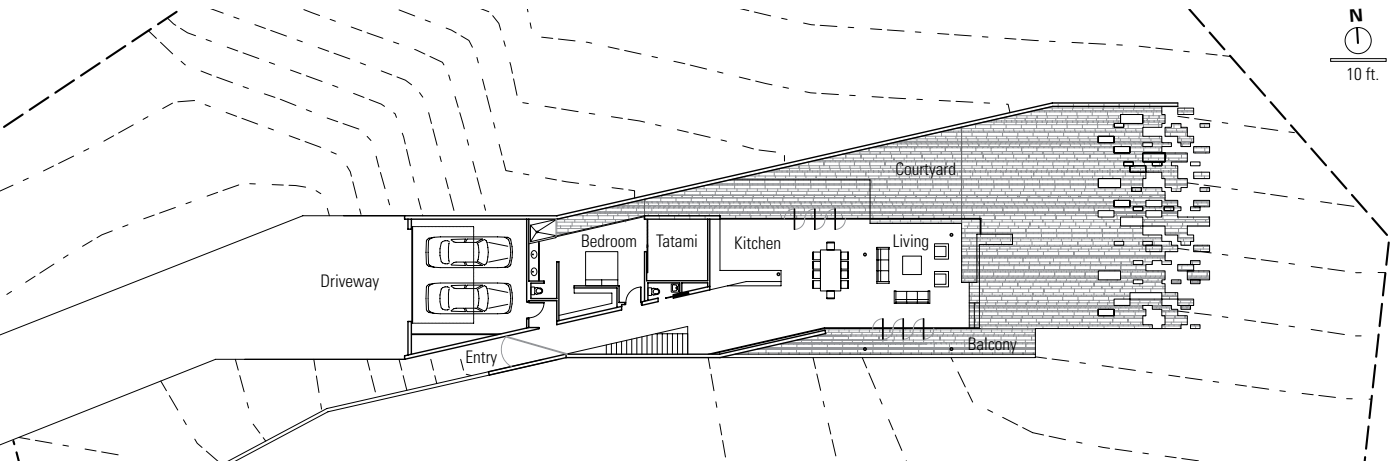 N
10 ft.
Courtyard
Bedroom
Tatami
Kitchen
Living
Driveway
Entry
Balcony